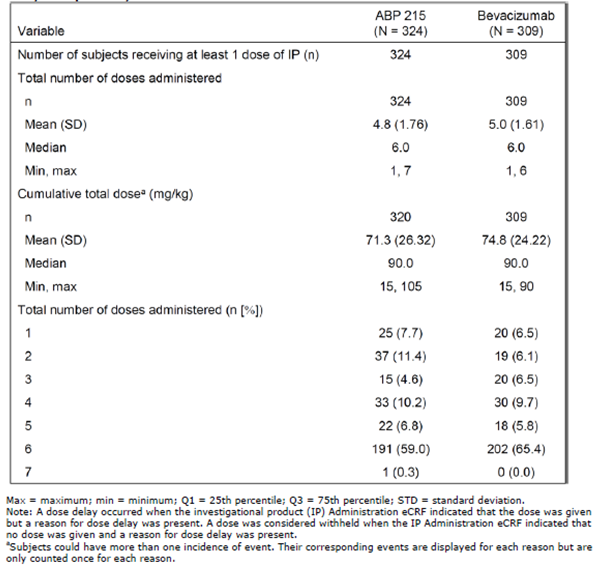 Variable ABP 215 (N = 324) Bevacizumab (N = 309)
Number of subjects receiving at least 1 dose of IP (n) 324 309
Total number of doses administered
n 324 309
Mean (SD) 4.8 (1.76) 5.0 (1.61)
Median 6.0 6.0
Min, max 1, 7 1, 6
Cumulative total doseᵃ (mg/kg)
n 320 309
Mean (SD) 71.3 (26.32) 74.8 (24.22)
Median 90.0 90.0
Min, max 15, 105 15, 90
Total number of doses administered (n [%])
1 25 (7.7) 20 (6.5)
2 37 (11.4) 19 (6.1)
3 15 (4.6) 20 (6.5)
4 33 (10.2) 30 (9.7)
5 22 (6.8) 18 (5.8)
6 191 (59.0) 202 (65.4)
7 1 (0.3) 0 (0.0)
Max = maximum; min = minimum; Q1 = 25th percentile; Q3 = 75th percentile; STD = standard deviation.
Note: A dose delay occurred when the investigational product (IP) Administration eCRF indicated that the dose was given
but a reason for dose delay was present. A dose was considered withheld when the IP Administration eCRF indicated that
no dose was given and a reason for dose delay was present.
ᵃSubjects could have more than one incidence of event. Their corresponding events are displayed for each reason but are
only counted once for each reason.